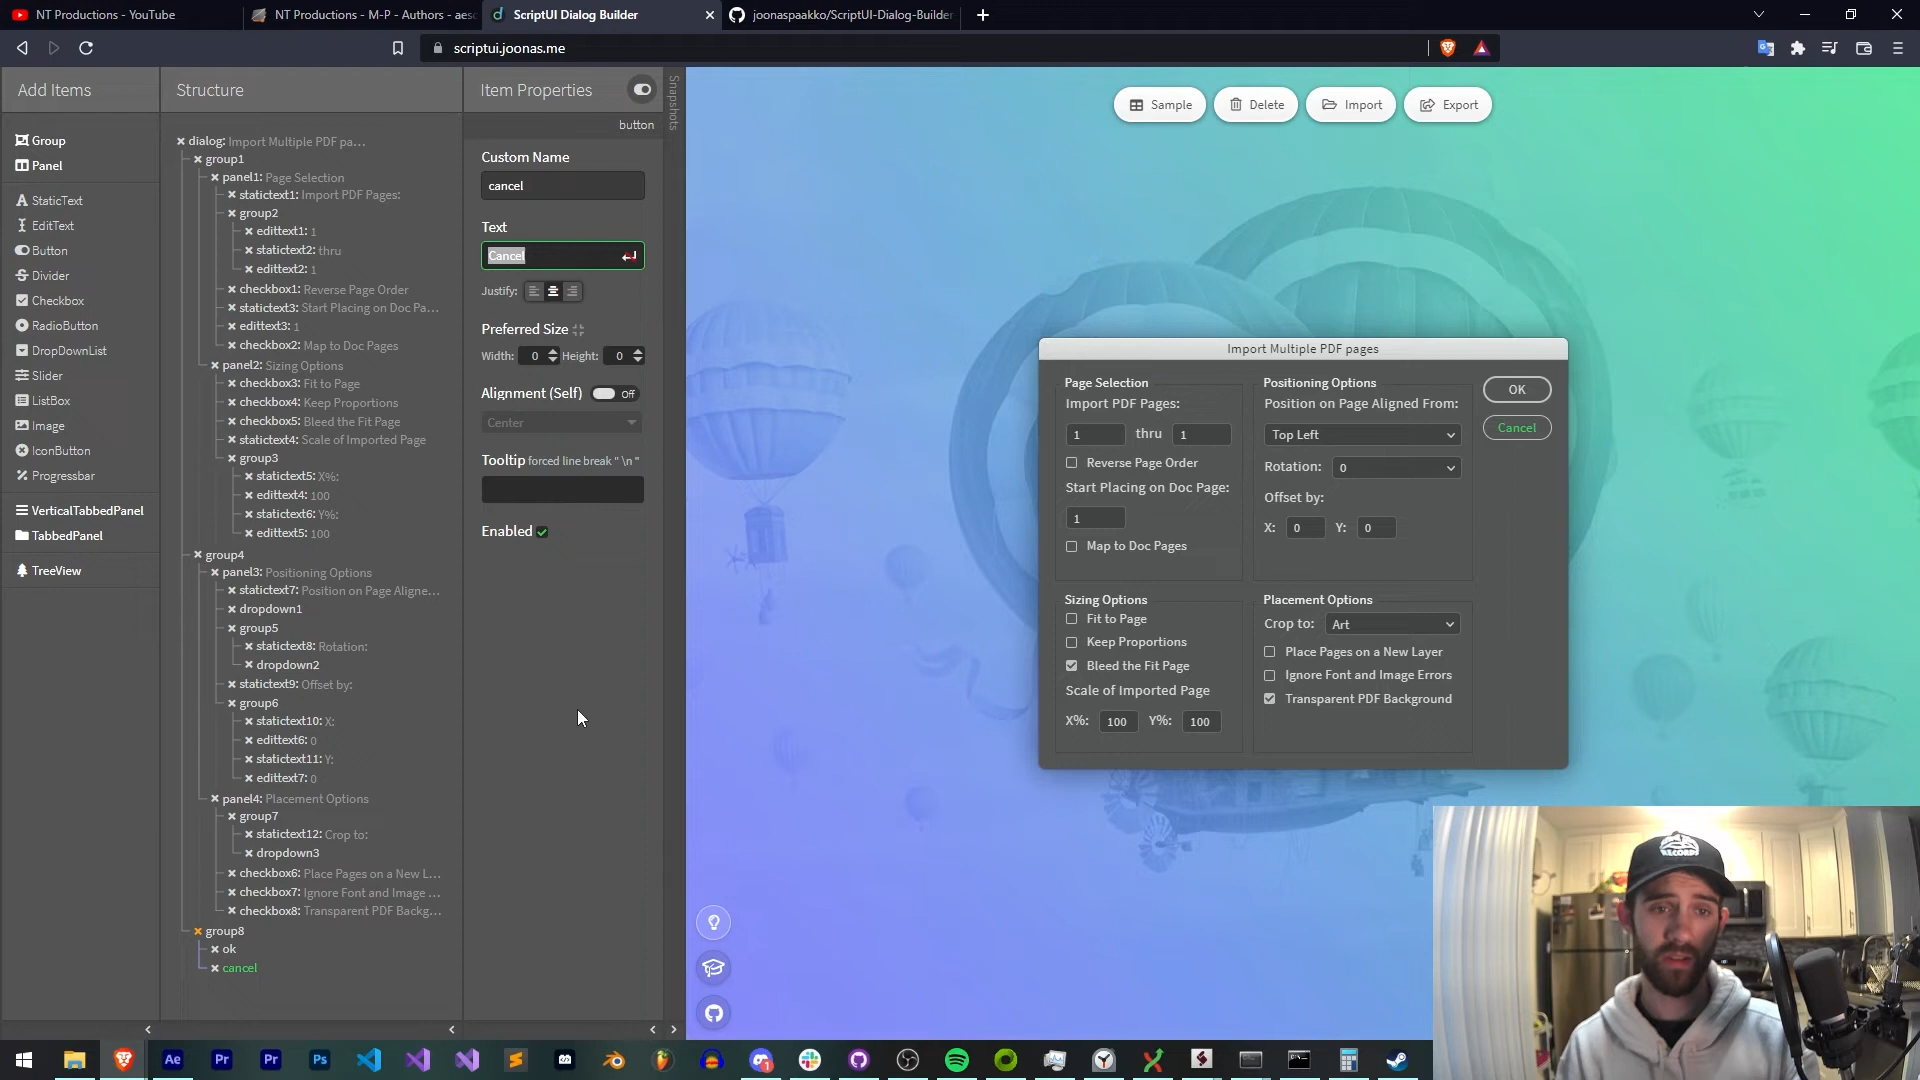 NT Productions - YouTube
NT Productions - M-P - Authors - aesc
ScriptUI Dialog Builder
joonaspaakko/ScriptUI-Dialog-Builder
scriptui.joonas.me
Add Items
Group
Panel
StaticText
EditText
Button
Divider
Checkbox
RadioButton
DropDownList
Slider
ListBox
Image
IconButton
Progressbar
VerticalTabbedPanel
TabbedPanel
TreeView
Structure
dialog: Import Multiple PDF pa...
group1
panel1: Page Selection
statictext1: Import PDF Pages:
group2
edittext1: 1
statictext2: thru
edittext2: 1
checkbox1: Reverse Page Order
statictext3: Start Placing on Doc Pa...
edittext3: 1
checkbox2: Map to Doc Pages
panel2: Sizing Options
checkbox3: Fit to Page
checkbox4: Keep Proportions
checkbox5: Bleed the Fit Page
statictext4: Scale of Imported Page
group3
statictext5: X%:
edittext4: 100
statictext6: Y%:
edittext5: 100
group4
panel3: Positioning Options
statictext7: Position on Page Aligne...
dropdown1
group5
statictext8: Rotation:
dropdown2
statictext9: Offset by:
group6
statictext10: X:
edittext6: 0
statictext11: Y:
edittext7: 0
panel4: Placement Options
group7
statictext12: Crop to:
dropdown3
checkbox6: Place Pages on a New L...
checkbox7: Ignore Font and Image ...
checkbox8: Transparent PDF Backg...
group8
ok
cancel
Item Properties
button
Custom Name
cancel
Text
Cancel
Justify:
Preferred Size
Width: 0 Height: 0
Alignment (Self) Off
Center
Tooltip forced line break " \n "
Enabled
Snapshots
Sample Delete Import Export
Import Multiple PDF pages
Page Selection
Import PDF Pages:
1 thru 1
Reverse Page Order
Start Placing on Doc Page:
1
Map to Doc Pages
Sizing Options
Fit to Page
Keep Proportions
Bleed the Fit Page
Scale of Imported Page
X%: 100 Y%: 100
Positioning Options
Position on Page Aligned From:
Top Left
Rotation: 0
Offset by:
X: 0 Y: 0
Placement Options
Crop to: Art
Place Pages on a New Layer
Ignore Font and Image Errors
Transparent PDF Background
OK
Cancel
RECORDS
Ae
Pr
Pr
Ps
1